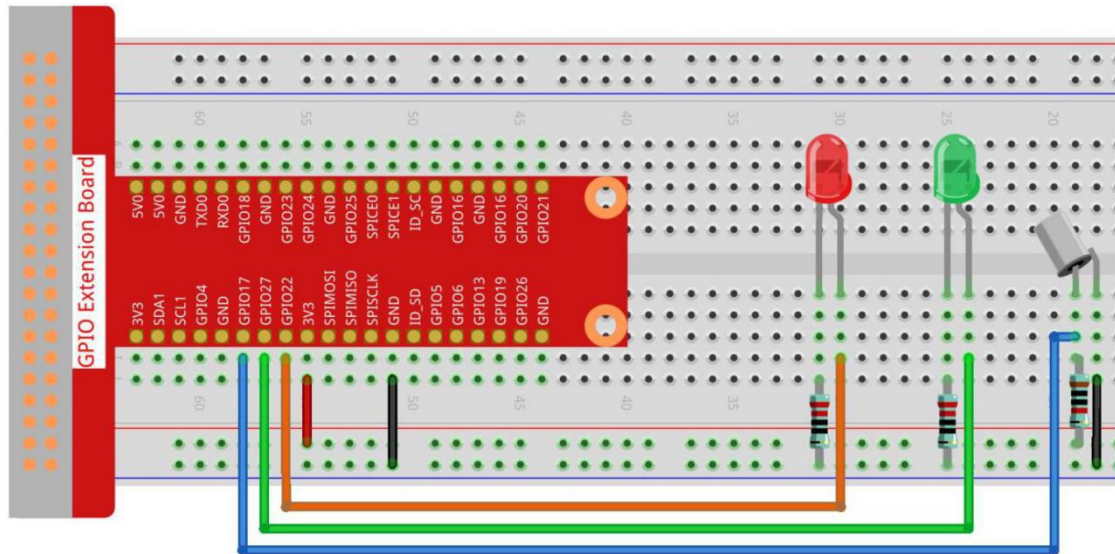 GPIO Extension Board
60
55
50
45
40
35
30
25
20
5V0
5V0
GND
TXD0
RXD0
GPIO18
GND
GPIO23
GPIO24
GND
GPIO25
SPICE0
SPICE1
ID_SC
GND
GPIO16
GND
GPIO16
GPIO20
GPIO21
3V3
SDA1
SCL1
GPIO4
GND
GPIO17
GPIO27
GPIO22
3V3
SPIMOSI
SPIMISO
SPISCLK
GND
ID_SD
GPIO5
GPIO6
GPIO13
GPIO19
GPIO26
GND
60
50
45
40
35
25